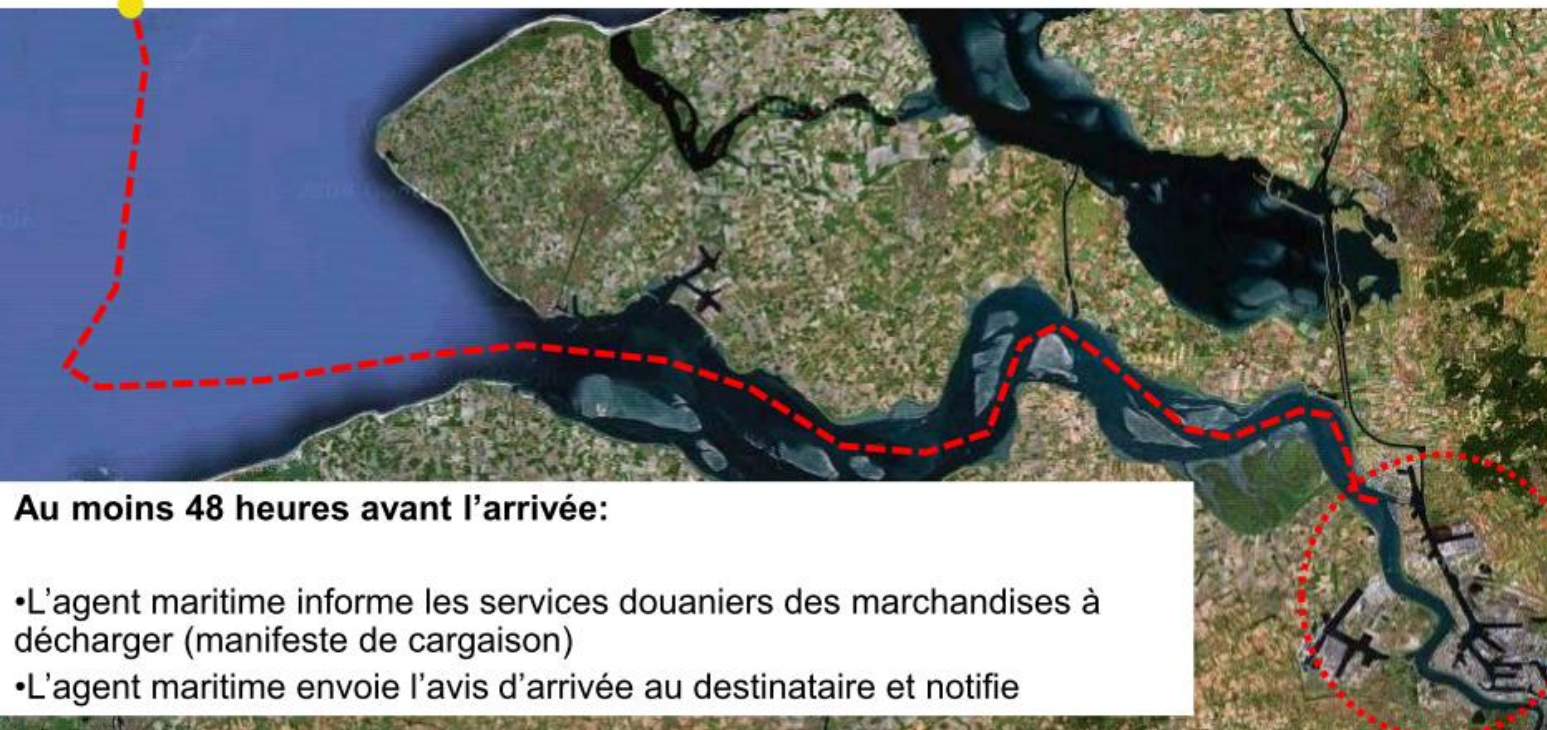 Au moins 48 heures avant l’arrivée:
•L’agent maritime informe les services douaniers des marchandises à
décharger (manifeste de cargaison)
•L’agent maritime envoie l’avis d’arrivée au destinataire et notifie